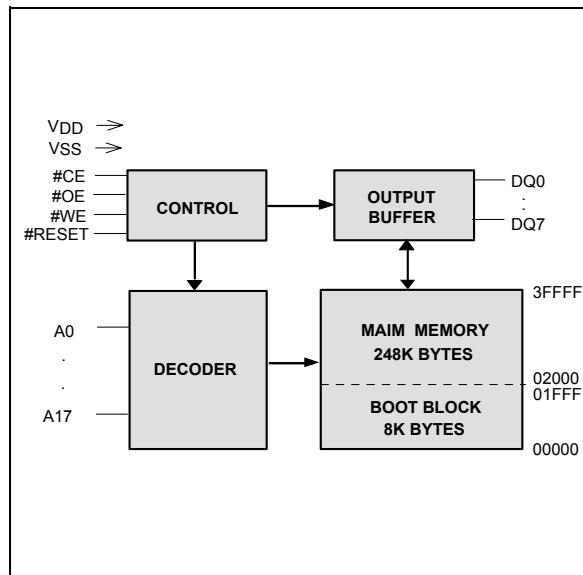 VDD
VSS
#CE
#OE
#WE
#RESET
CONTROL
OUTPUT
BUFFER
DQ0
.
.
DQ7
A0
.
.
A17
DECODER
MAIM MEMORY
248K BYTES
BOOT BLOCK
8K BYTES
3FFFF
02000
01FFF
00000